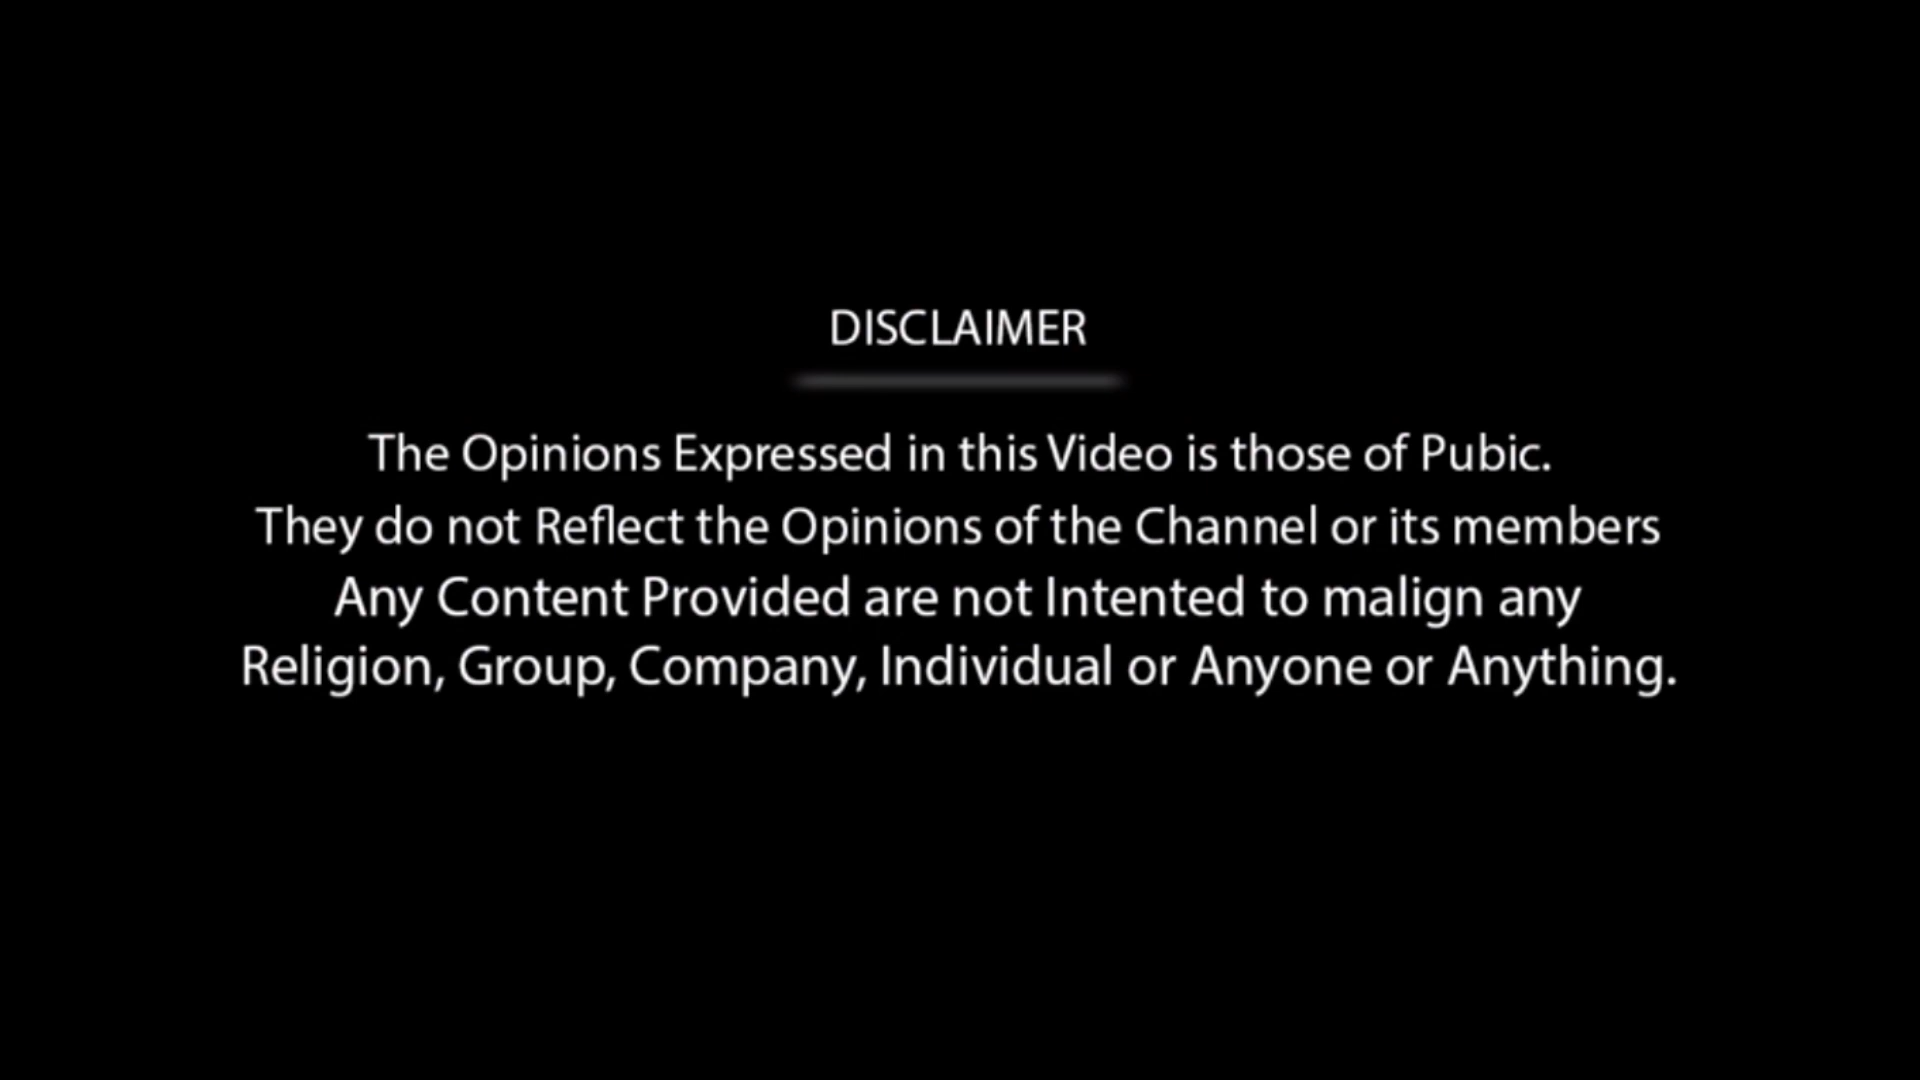 DISCLAIMER
The Opinions Expressed in this Video is those of Pubic.
They do not Reflect the Opinions of the Channel or its members
Any Content Provided are not Intented to malign any
Religion, Group, Company, Individual or Anyone or Anything.